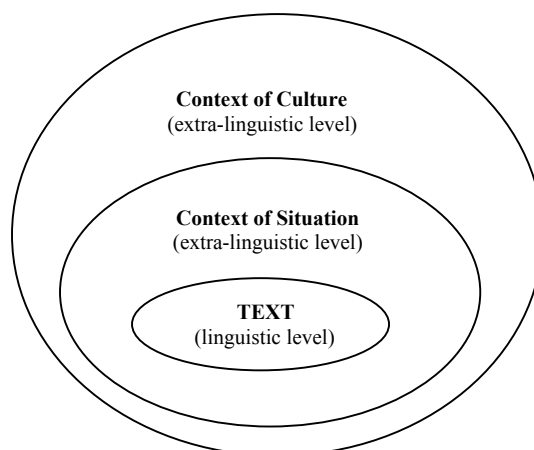 Context of Culture
(extra-linguistic level)
Context of Situation
(extra-linguistic level)
TEXT
(linguistic level)